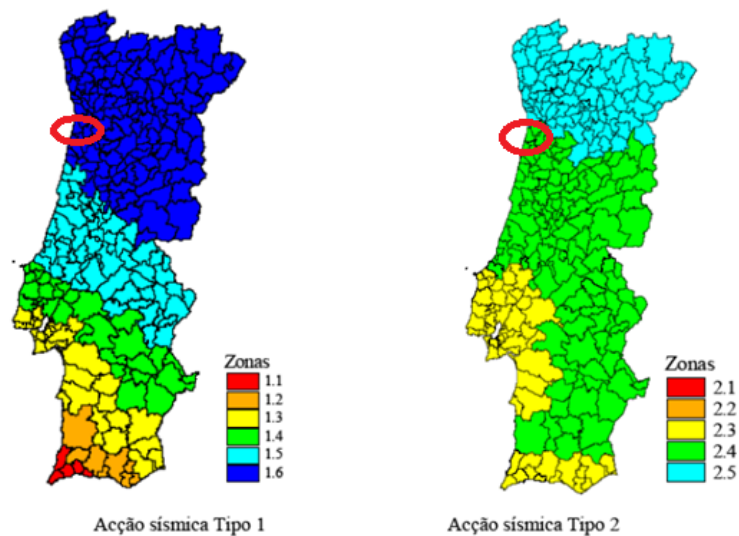 Zonas
1.1
1.2
1.3
1.4
1.5
1.6
Acção sísmica Tipo 1
Zonas
2.1
2.2
2.3
2.4
2.5
Acção sísmica Tipo 2